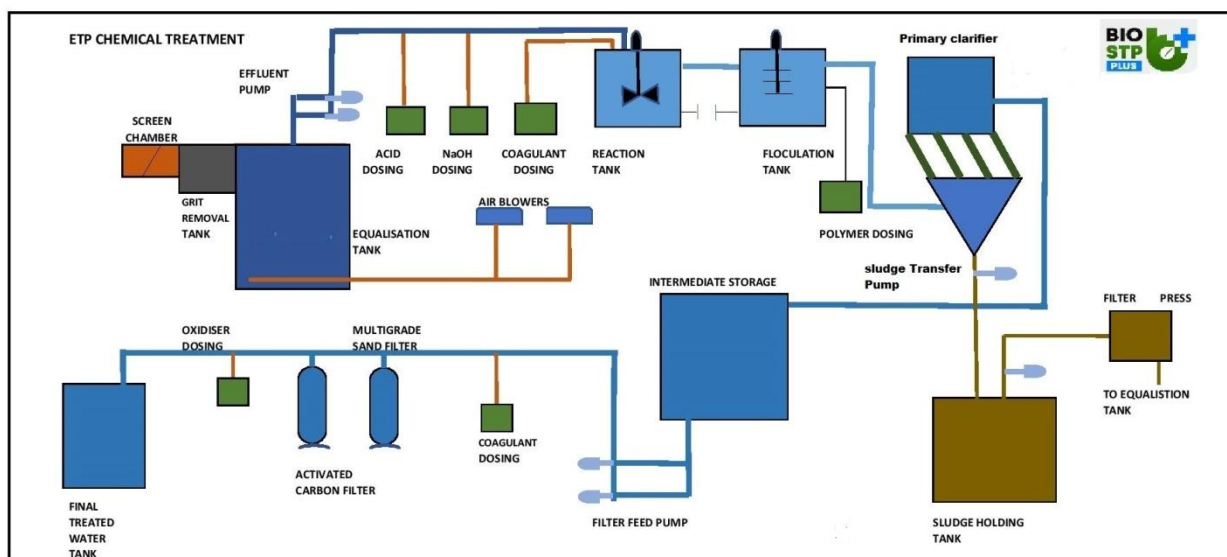 ETP CHEMICAL TREATMENT
Primary clarifier
BIO
STP
PLUS
EFFLUENT
PUMP
SCREEN
CHAMBER
ACID
DOSING
NaOH
DOSING
COAGULANT
DOSING
REACTION
TANK
FLOCULATION
TANK
GRIT
REMOVAL
TANK
AIR BLOWERS
EQUALISATION
TANK
POLYMER DOSING
sludge Transfer
Pump
INTERMEDIATE STORAGE
FILTER PRESS
OXIDISER
DOSING
MULTIGRADE
SAND FILTER
TO EQUALISTION
TANK
COAGULANT
DOSING
ACTIVATED
CARBON FILTER
FINAL
TREATED
WATER
TANK
FILTER FEED PUMP
SLUDGE HOLDING
TANK